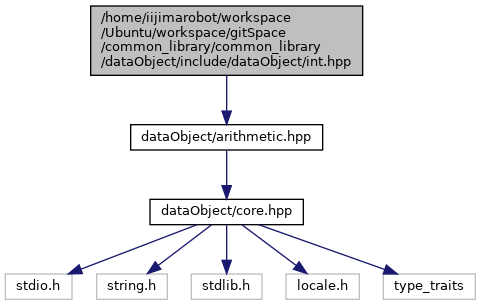 /home/iijimarobot/workspace
/Ubuntu/workspace/gitSpace
/common_library/common_library
/dataObject/include/dataObject/int.hpp
dataObject/arithmetic.hpp
dataObject/core.hpp
stdio.h
string.h
stdlib.h
locale.h
type_traits